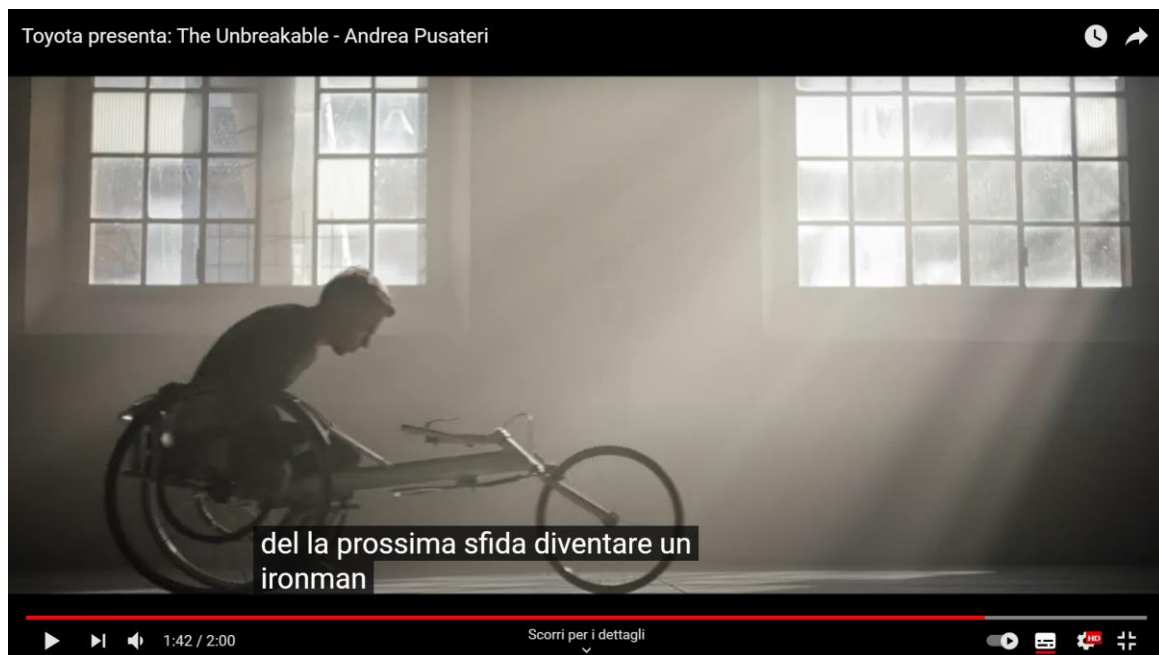 Toyota presenta: The Unbreakable - Andrea Pusateri
del la prossima sfida diventare un
ironman
1:42 / 2:00
Scorri per i dettagli
HD